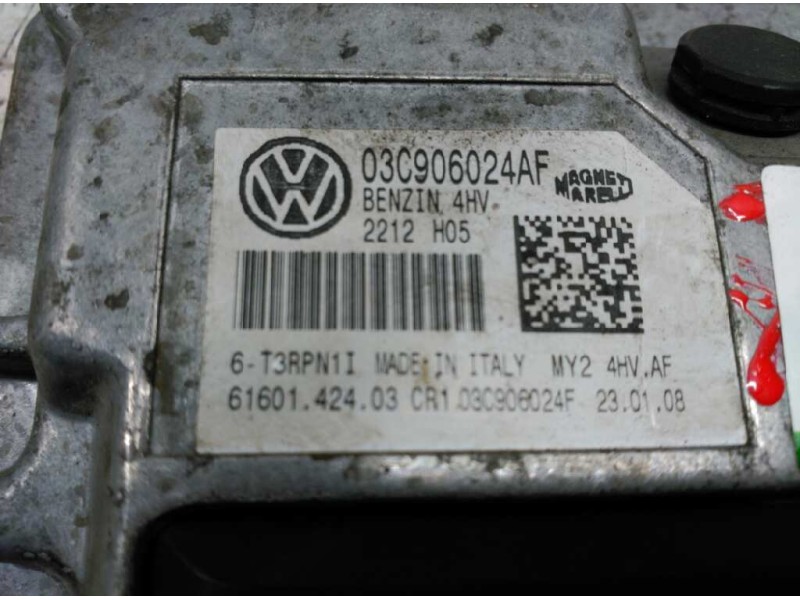 VW
03C906024AF
MAGNETI
MARELLI
BENZIN 4HV
2212 H05
6-T3RPN1I MADE IN ITALY MY2 4HV.AF
61601.424.03 CR1 03C906024F 23.01.08